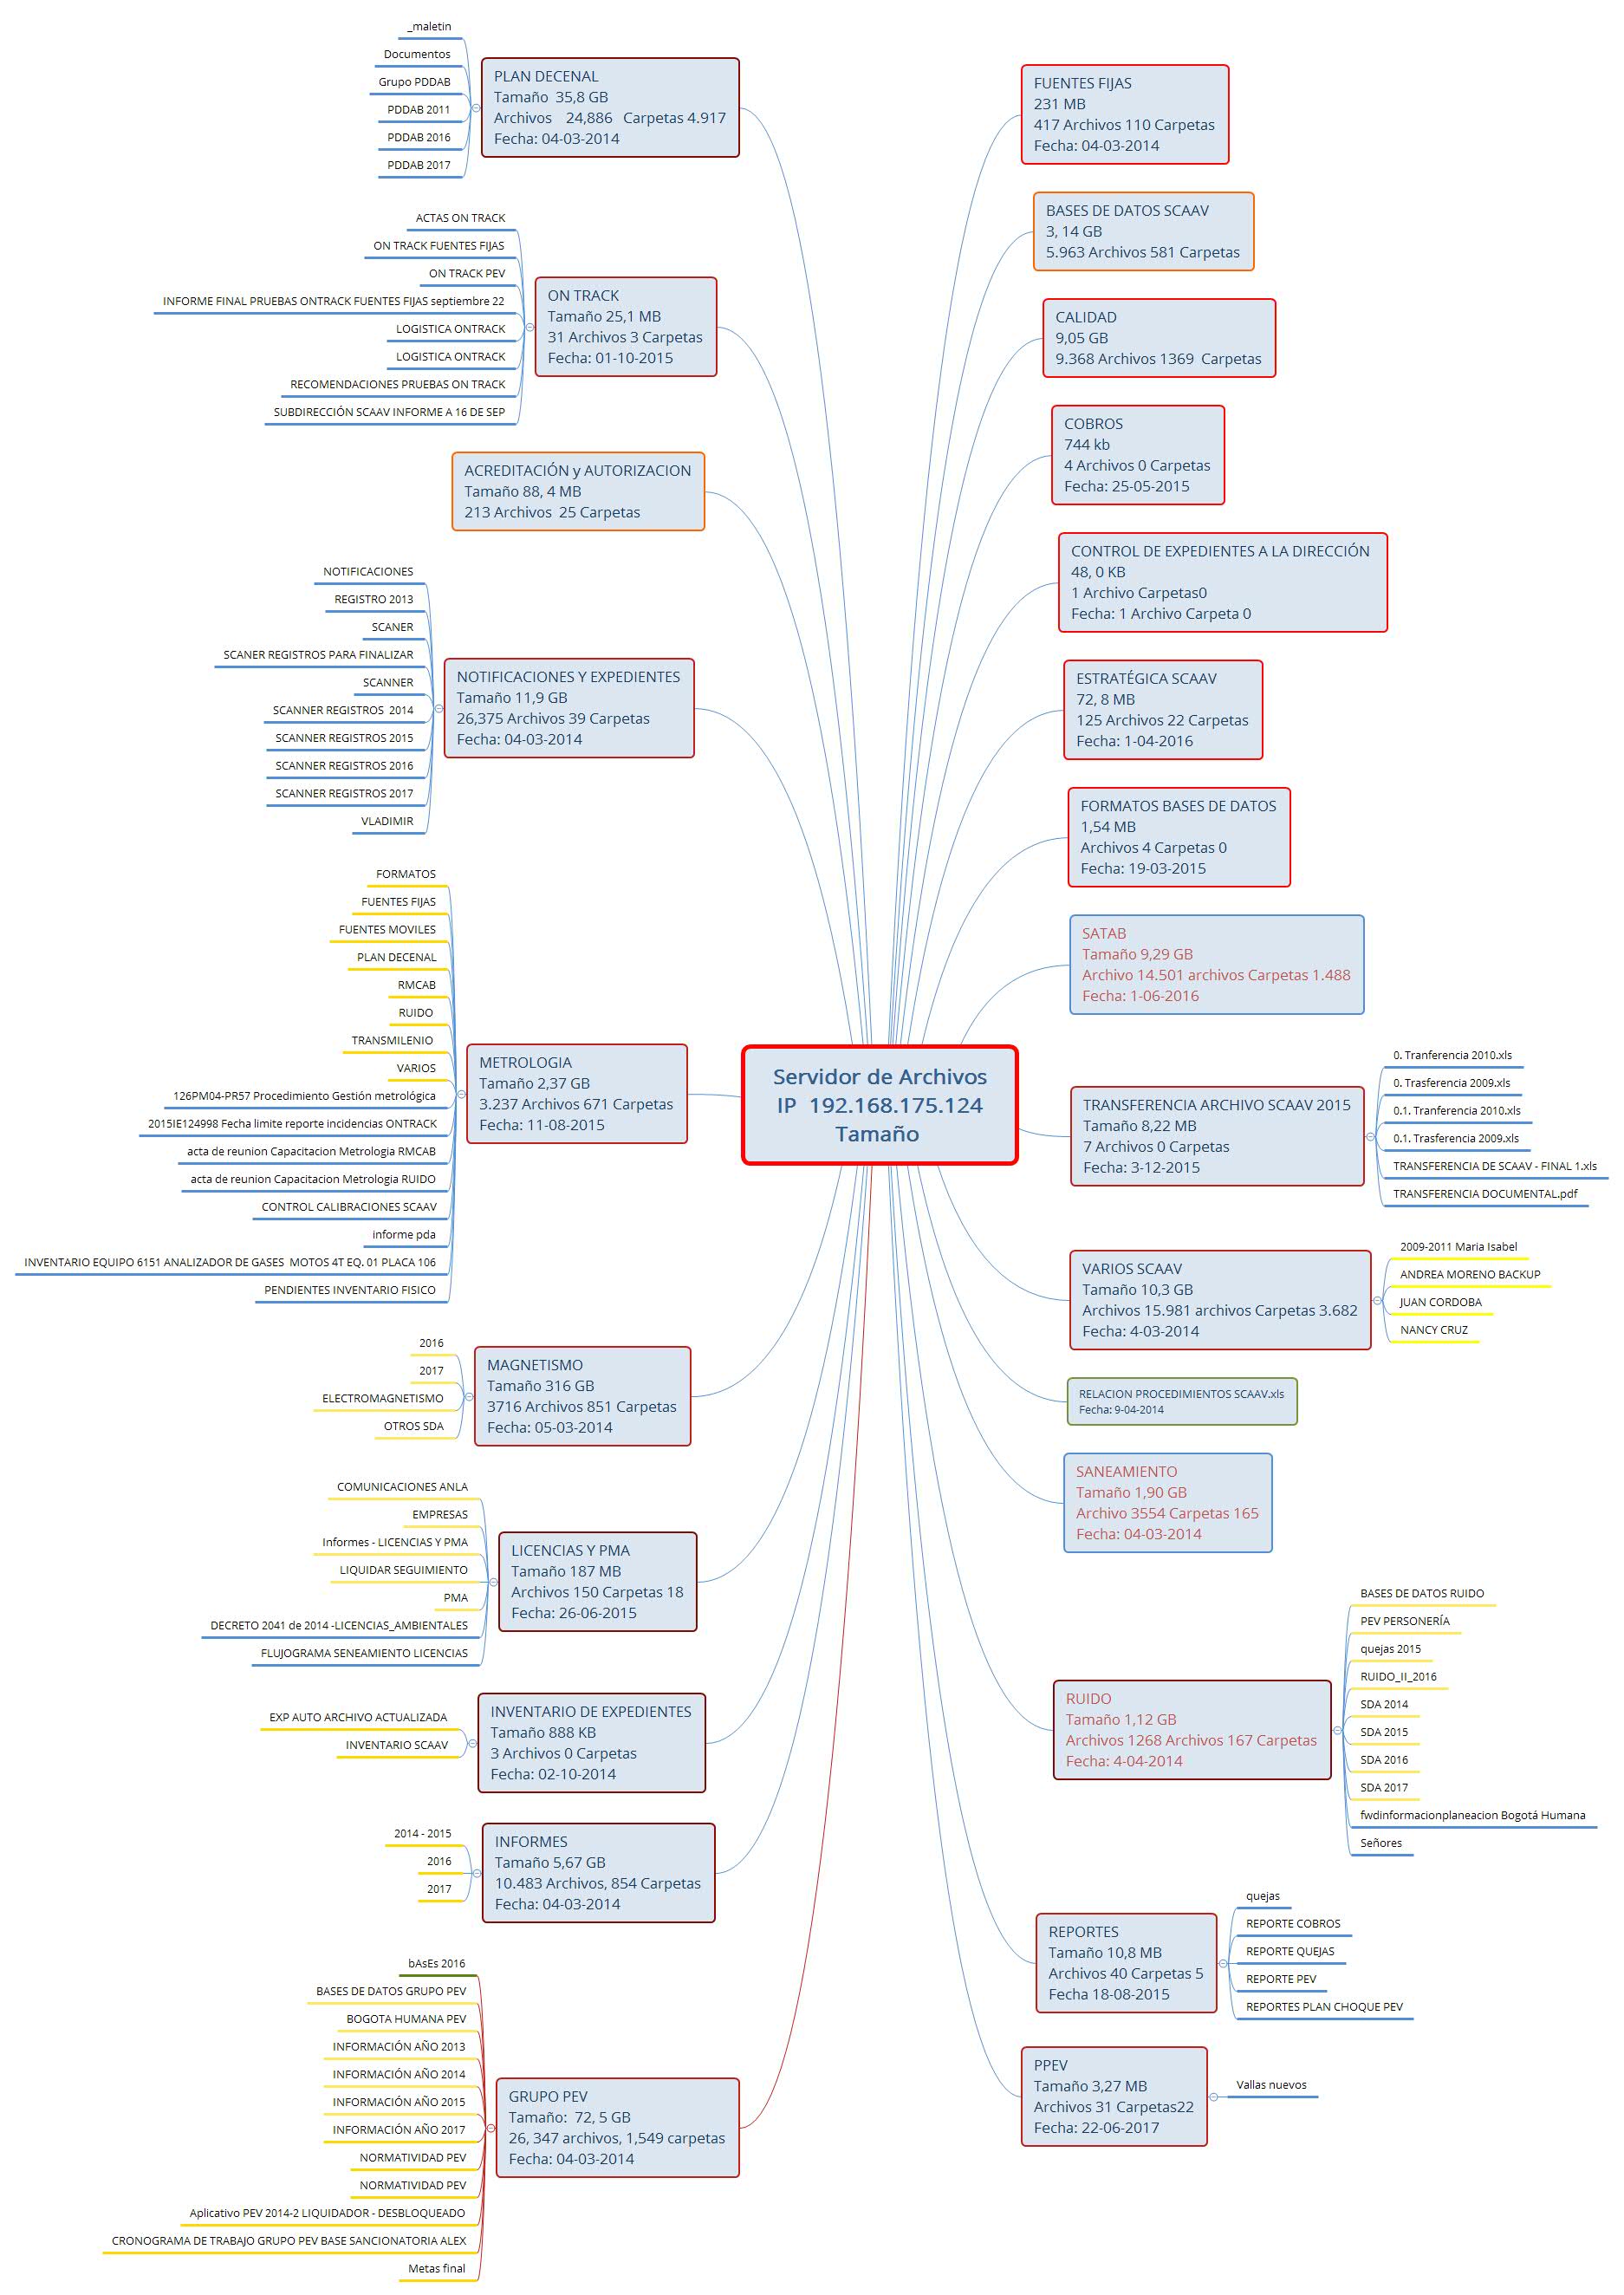 _maletin
Documentos
Grupo PDDAB
PDDAB 2011
PDDAB 2016
PDDAB 2017
PLAN DECENAL
Tamaño  35,8 GB
Archivos    24,886   Carpetas 4.917
Fecha: 04-03-2014
ACTAS ON TRACK
ON TRACK FUENTES FIJAS
ON TRACK PEV
INFORME FINAL PRUEBAS ONTRACK FUENTES FIJAS septiembre 22
LOGISTICA ONTRACK
LOGISTICA ONTRACK
RECOMENDACIONES PRUEBAS ON TRACK
SUBDIRECCIÓN SCAAV INFORME A 16 DE SEP
ON TRACK
Tamaño 25,1 MB
31 Archivos 3 Carpetas
Fecha: 01-10-2015
ACREDITACIÓN y AUTORIZACION
Tamaño 88, 4 MB
213 Archivos  25 Carpetas
NOTIFICACIONES
REGISTRO 2013
SCANER
SCANER REGISTROS PARA FINALIZAR
SCANNER
SCANNER REGISTROS  2014
SCANNER REGISTROS 2015
SCANNER REGISTROS 2016
SCANNER REGISTROS 2017
VLADIMIR
NOTIFICACIONES Y EXPEDIENTES
Tamaño 11,9 GB
26,375 Archivos 39 Carpetas
Fecha: 04-03-2014
FORMATOS
FUENTES FIJAS
FUENTES MOVILES
PLAN DECENAL
RMCAB
RUIDO
TRANSMILENIO
VARIOS
126PM04-PR57 Procedimiento Gestión metrológica
2015IE124998 Fecha limite reporte incidencias ONTRACK
acta de reunion Capacitacion Metrologia RMCAB
acta de reunion Capacitacion Metrologia RUIDO
CONTROL CALIBRACIONES SCAAV
informe pda
INVENTARIO EQUIPO 6151 ANALIZADOR DE GASES  MOTOS 4T EQ. 01 PLACA 106
PENDIENTES INVENTARIO FISICO
METROLOGIA
Tamaño 2,37 GB
3.237 Archivos 671 Carpetas
Fecha: 11-08-2015
2016
2017
ELECTROMAGNETISMO
OTROS SDA
MAGNETISMO
Tamaño 316 GB
3716 Archivos 851 Carpetas
Fecha: 05-03-2014
COMUNICACIONES ANLA
EMPRESAS
Informes - LICENCIAS Y PMA
LIQUIDAR SEGUIMIENTO
PMA
DECRETO 2041 de 2014 -LICENCIAS_AMBIENTALES
FLUJOGRAMA SENEAMIENTO LICENCIAS
LICENCIAS Y PMA
Tamaño 187 MB
Archivos 150 Carpetas 18
Fecha: 26-06-2015
EXP AUTO ARCHIVO ACTUALIZADA
INVENTARIO SCAAV
INVENTARIO DE EXPEDIENTES
Tamaño 888 KB
3 Archivos 0 Carpetas
Fecha: 02-10-2014
2014 - 2015
2016
2017
INFORMES
Tamaño 5,67 GB
10.483 Archivos, 854 Carpetas
Fecha: 04-03-2014
bAsEs 2016
BASES DE DATOS GRUPO PEV
BOGOTA HUMANA PEV
INFORMACIÓN AÑO 2013
INFORMACIÓN AÑO 2014
INFORMACIÓN AÑO 2015
INFORMACIÓN AÑO 2017
NORMATIVIDAD PEV
NORMATIVIDAD PEV
Aplicativo PEV 2014-2 LIQUIDADOR - DESBLOQUEADO
CRONOGRAMA DE TRABAJO GRUPO PEV BASE SANCIONATORIA ALEX
Metas final
GRUPO PEV
Tamaño:  72, 5 GB
26, 347 archivos, 1,549 carpetas
Fecha: 04-03-2014
Servidor de Archivos
IP  192.168.175.124
Tamaño
FUENTES FIJAS
231 MB
417 Archivos 110 Carpetas
Fecha: 04-03-2014
BASES DE DATOS SCAAV
3, 14 GB
5.963 Archivos 581 Carpetas
CALIDAD
9,05 GB
9.368 Archivos 1369  Carpetas
COBROS
744 kb
4 Archivos 0 Carpetas
Fecha: 25-05-2015
CONTROL DE EXPEDIENTES A LA DIRECCIÓN
48, 0 KB
1 Archivo Carpetas0
Fecha: 1 Archivo Carpeta 0
ESTRATÉGICA SCAAV
72, 8 MB
125 Archivos 22 Carpetas
Fecha: 1-04-2016
FORMATOS BASES DE DATOS
1,54 MB
Archivos 4 Carpetas 0
Fecha: 19-03-2015
SATAB
Tamaño 9,29 GB
Archivo 14.501 archivos Carpetas 1.488
Fecha: 1-06-2016
TRANSFERENCIA ARCHIVO SCAAV 2015
Tamaño 8,22 MB
7 Archivos 0 Carpetas
Fecha: 3-12-2015
0. Tranferencia 2010.xls
0. Trasferencia 2009.xls
0.1. Tranferencia 2010.xls
0.1. Trasferencia 2009.xls
TRANSFERENCIA DE SCAAV - FINAL 1.xls
TRANSFERENCIA DOCUMENTAL.pdf
VARIOS SCAAV
Tamaño 10,3 GB
Archivos 15.981 archivos Carpetas 3.682
Fecha: 4-03-2014
2009-2011 Maria Isabel
ANDREA MORENO BACKUP
JUAN CORDOBA
NANCY CRUZ
RELACION PROCEDIMIENTOS SCAAV.xls
Fecha: 9-04-2014
SANEAMIENTO
Tamaño 1,90 GB
Archivo 3554 Carpetas 165
Fecha: 04-03-2014
RUIDO
Tamaño 1,12 GB
Archivos 1268 Archivos 167 Carpetas
Fecha: 4-04-2014
BASES DE DATOS RUIDO
PEV PERSONERÍA
quejas 2015
RUIDO_II_2016
SDA 2014
SDA 2015
SDA 2016
SDA 2017
fwdinformacionplaneacion Bogotá Humana
Señores
REPORTES
Tamaño 10,8 MB
Archivos 40 Carpetas 5
Fecha 18-08-2015
quejas
REPORTE COBROS
REPORTE QUEJAS
REPORTE PEV
REPORTES PLAN CHOQUE PEV
PPEV
Tamaño 3,27 MB
Archivos 31 Carpetas22
Fecha: 22-06-2017
Vallas nuevos